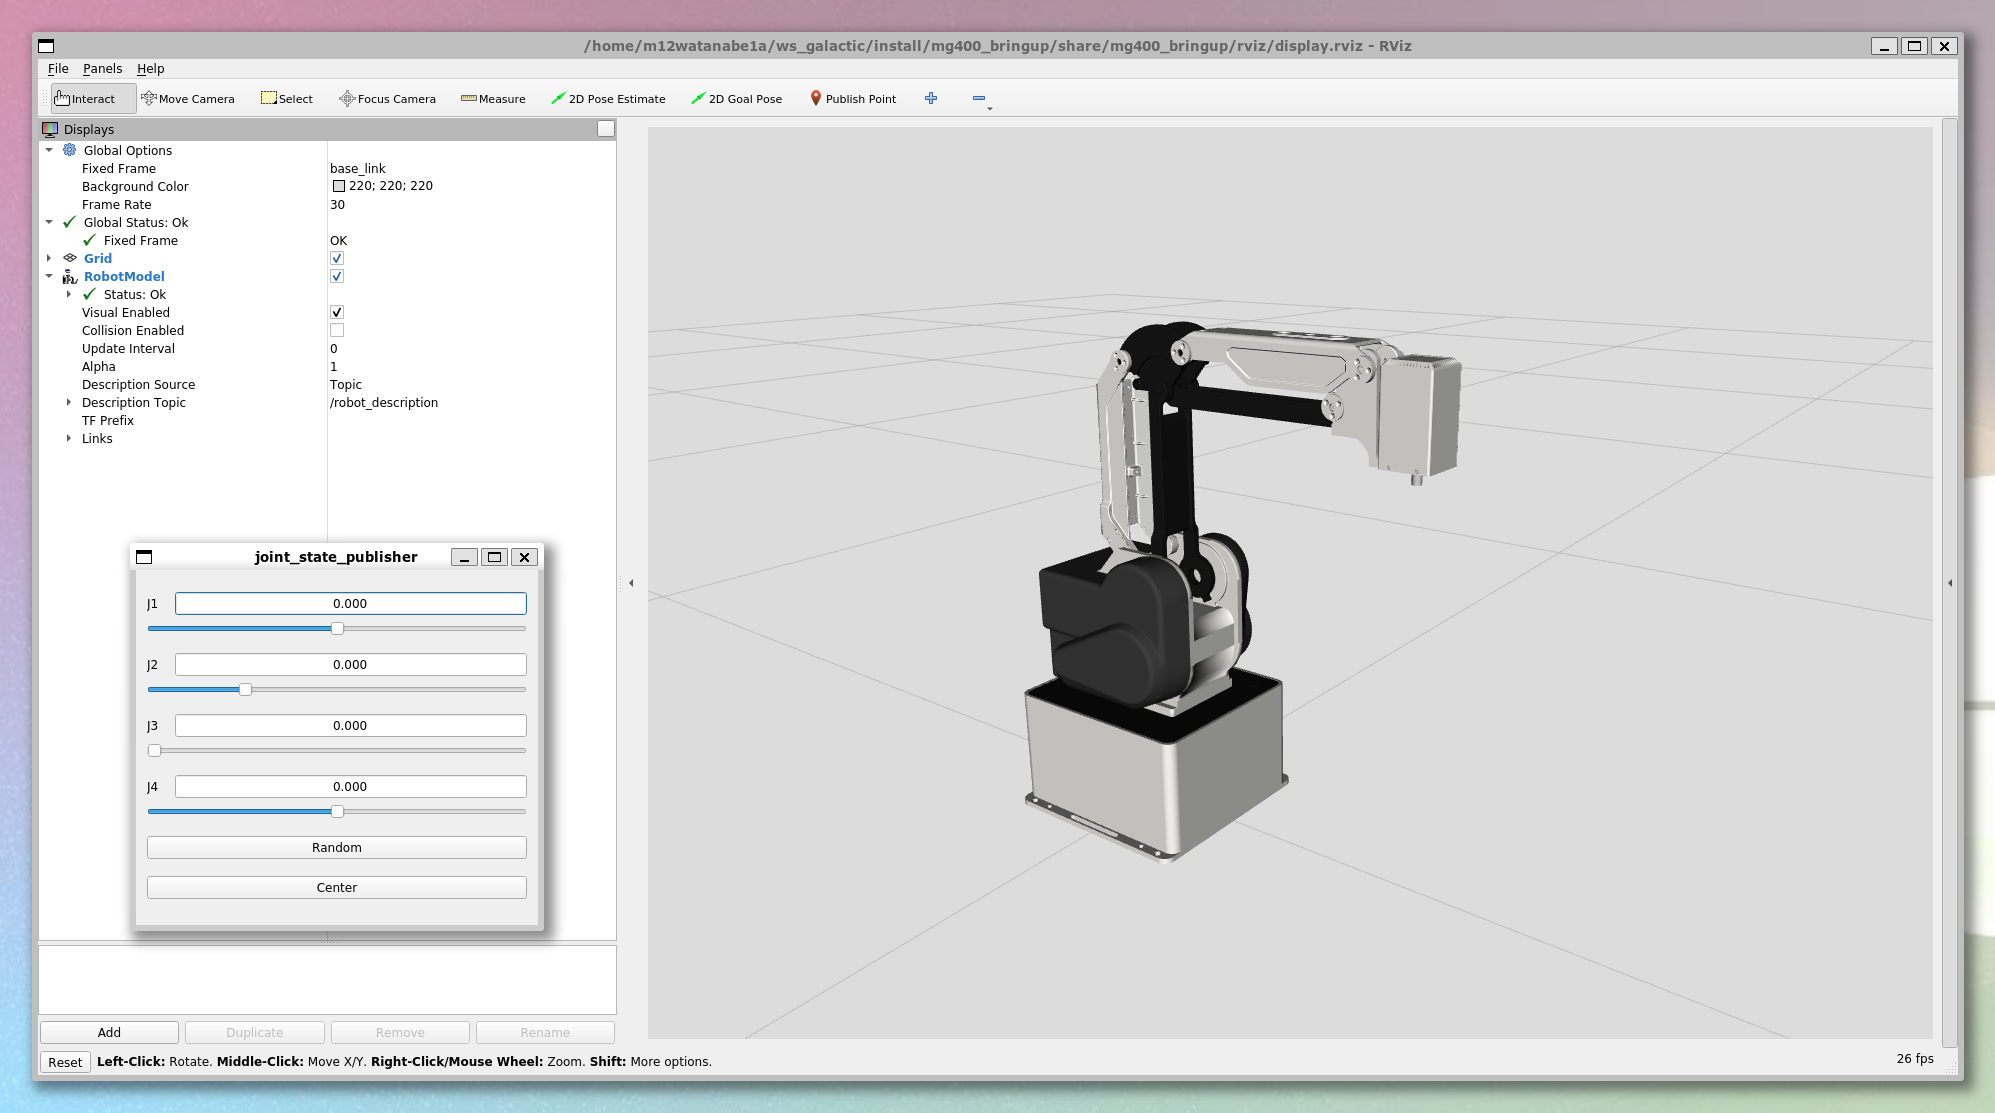 /home/m12watanabe1a/ws_galactic/install/mg400_bringup/share/mg400_bringup/rviz/display.rviz - RViz
File Panels Help
Interact Move Camera Select Focus Camera Measure 2D Pose Estimate 2D Goal Pose Publish Point
Displays
Global Options
Fixed Frame base_link
Background Color 220; 220; 220
Frame Rate 30
Global Status: Ok
Fixed Frame OK
Grid
RobotModel
Status: Ok
Visual Enabled
Collision Enabled
Update Interval 0
Alpha 1
Description Source Topic
Description Topic /robot_description
TF Prefix
Links
joint_state_publisher
J1 0.000
J2 0.000
J3 0.000
J4 0.000
Random
Center
Add Duplicate Remove Rename
Reset Left-Click: Rotate. Middle-Click: Move X/Y. Right-Click/Mouse Wheel: Zoom. Shift: More options. 26 fps